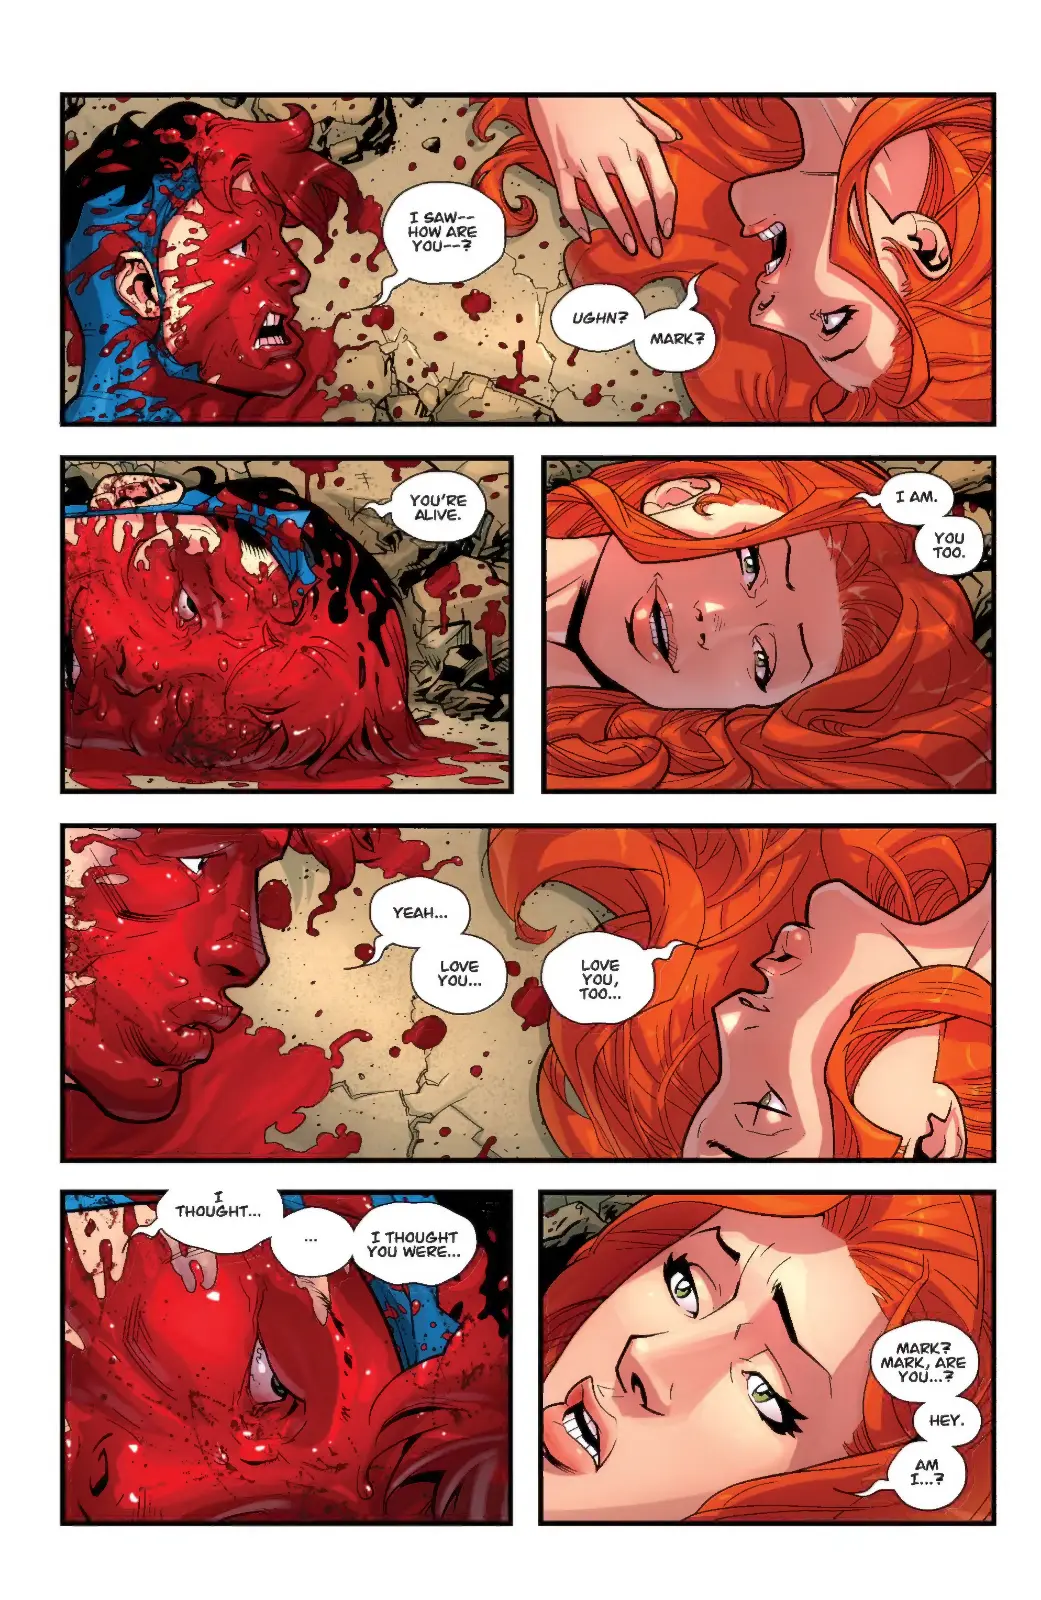 I SAW--
HOW ARE
YOU--?
UGHN?
MARK?
YOU'RE
ALIVE.
I AM.
YOU
TOO.
YEAH...
LOVE
YOU...
LOVE
YOU,
TOO...
I
THOUGHT...
...
I THOUGHT
YOU WERE...
MARK?
MARK, ARE
YOU...?
HEY.
AM
I...?